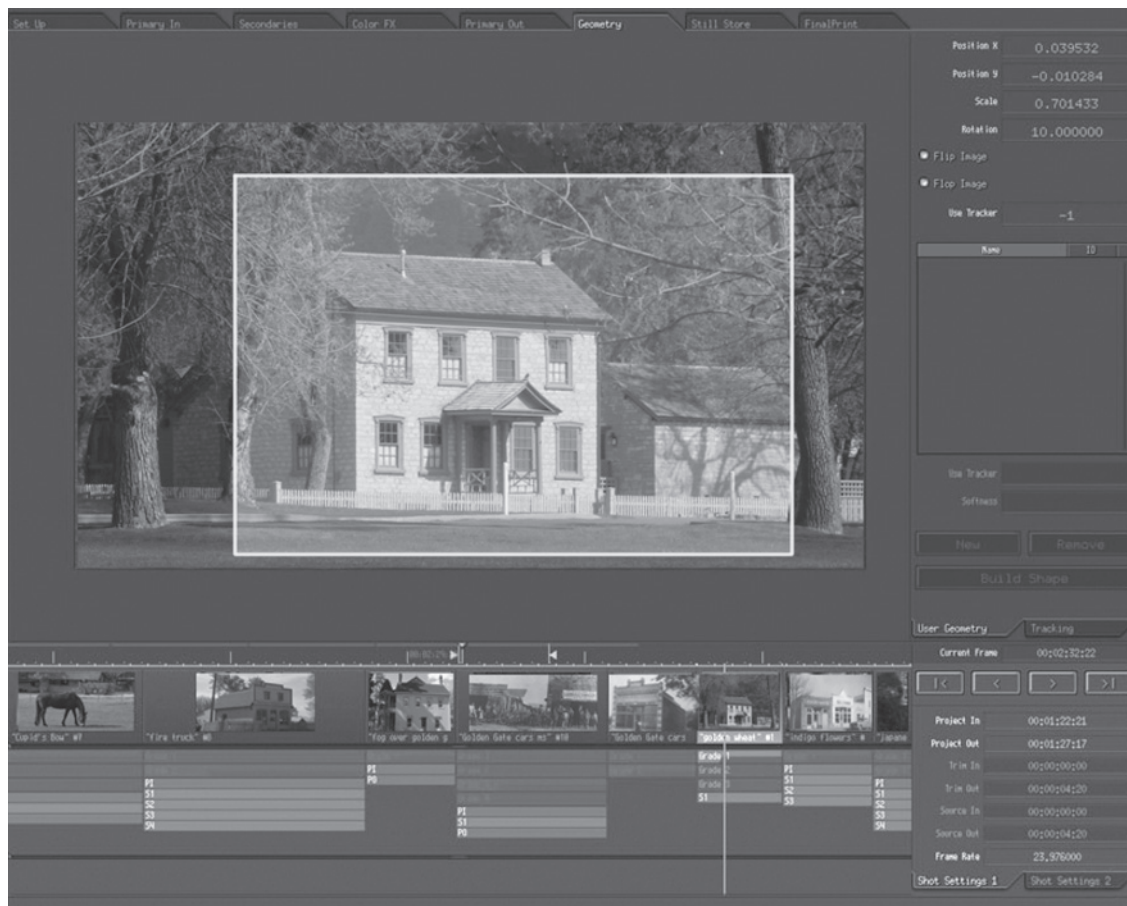 Set Up
Primary In
Secondaries
Color FX
Primary Out
Geometry
Still Store
FinalPrint
Position X 0.039532
Position Y -0.010284
Scale 0.701433
Rotation 10.000000
Flip Image
Flop Image
Use Tracker -1
Name ID
Use Tracker
Softness
New
Remove
Build Shape
User Geometry
Tracking
Current Frame 00;02;32;22
|<
<
>
>|
"Cupid's Bow" #7
"fire truck" #8
"fog over golden g
"Golden Gate cars ms" #10
"Golden Gate cars
"golden wheat" #1
"indigo flowers" #
"japane
PI
S1
S2
S3
S4
PI
PO
PI
S1
PO
Grade 1
Grade 2
Grade 3
S1
PI
S1
S2
S3
PI
S1
S2
S3
S4
Project In 00;01;22;21
Project Out 00;01;27;17
Trim In 00;00;00;00
Trim Out 00;00;04;20
Source In 00;00;00;00
Source Out 00;00;04;20
Frame Rate 23.976000
Shot Settings 1
Shot Settings 2